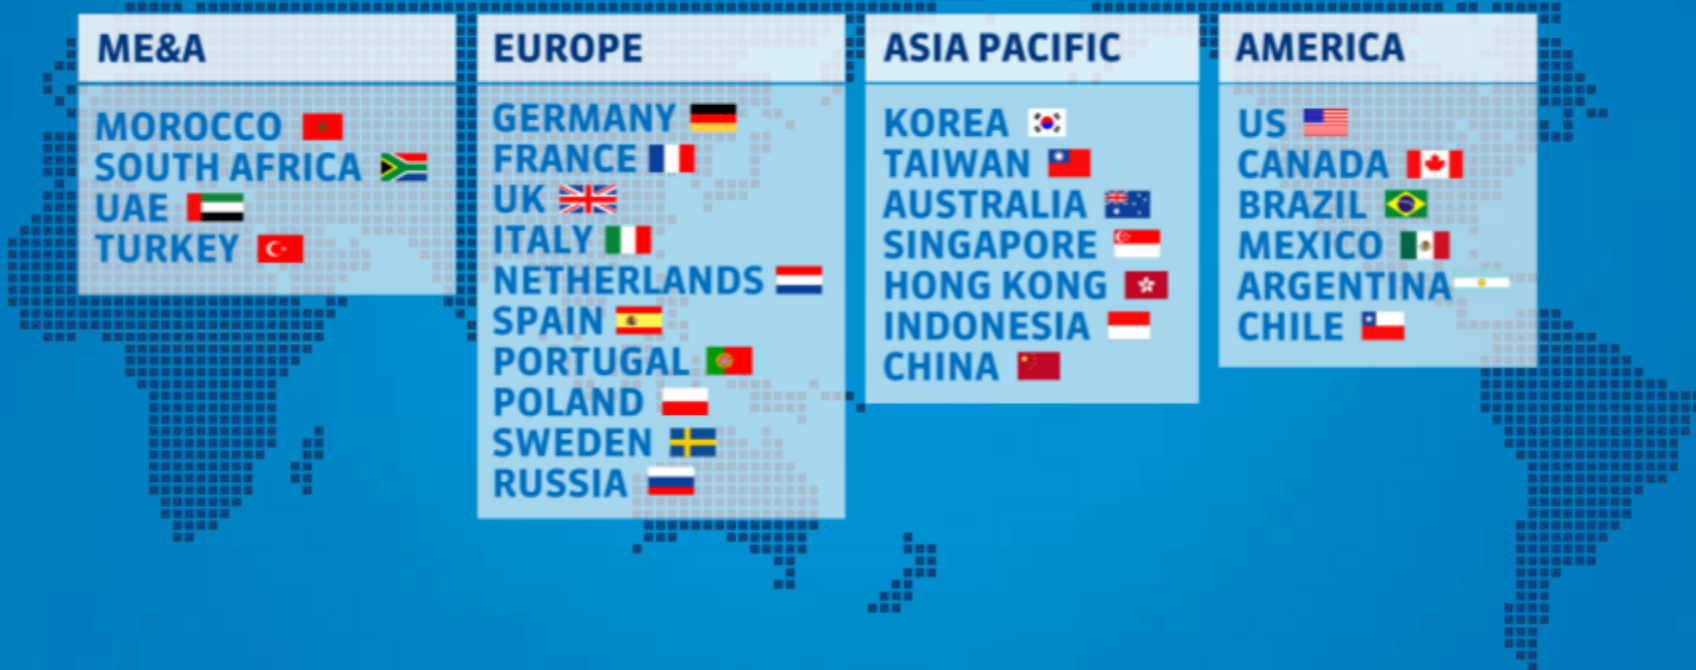 ME&A
MOROCCO
SOUTH AFRICA
UAE
TURKEY
EUROPE
GERMANY
FRANCE
UK
ITALY
NETHERLANDS
SPAIN
PORTUGAL
POLAND
SWEDEN
RUSSIA
ASIA PACIFIC
KOREA
TAIWAN
AUSTRALIA
SINGAPORE
HONG KONG
INDONESIA
CHINA
AMERICA
US
CANADA
BRAZIL
MEXICO
ARGENTINA
CHILE